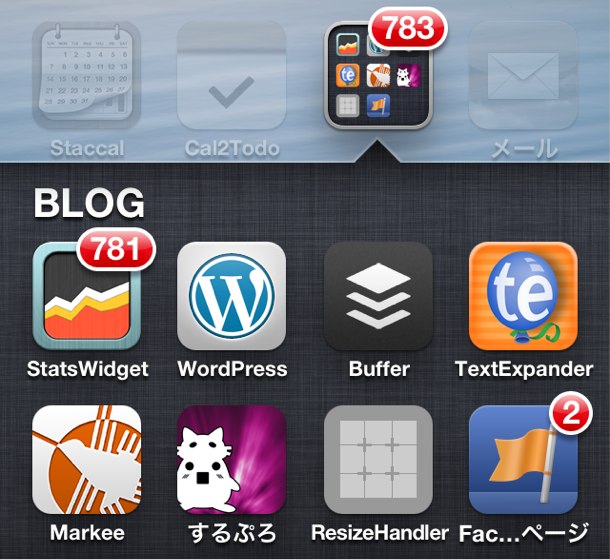 783
Staccal
Cal2Todo
メール
BLOG
781
StatsWidget
WordPress
Buffer
te
TextExpander
2
Markee
するぷろ
ResizeHandler
Fac...ページ